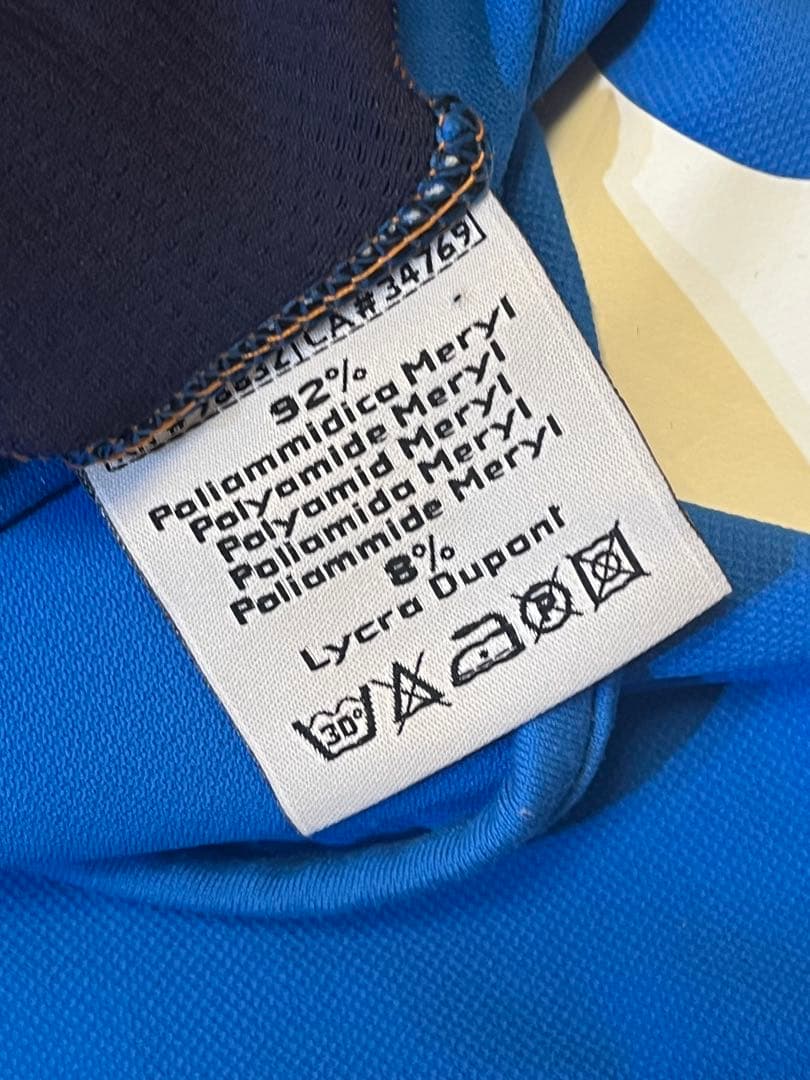 CA#34769
92%
Poliammidica Meryl
Polyamide Meryl
Polyamid Meryl
Poliamida Meryl
Poliammide Meryl
8%
Lycra Dupont
30°
P